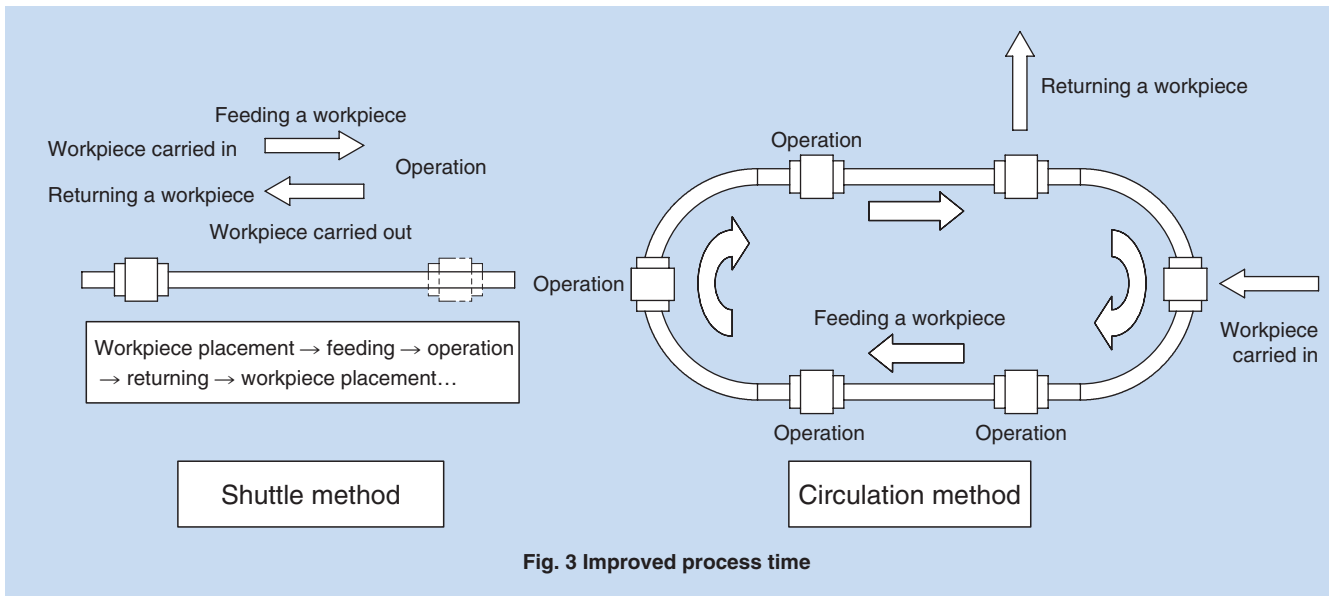 Feeding a workpiece
Workpiece carried in
Operation
Returning a workpiece
Workpiece carried out
Workpiece placement → feeding → operation
→ returning → workpiece placement…
Shuttle method
Returning a workpiece
Operation
Operation
Feeding a workpiece
Workpiece
carried in
Operation
Operation
Circulation method
Fig. 3 Improved process time